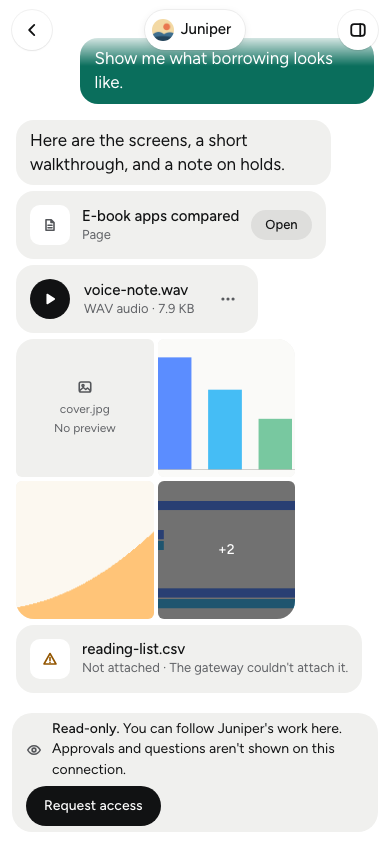 Juniper
Show me what borrowing looks
like.
Here are the screens, a short
walkthrough, and a note on holds.
E-book apps compared
Page
Open
voice-note.wav
WAV audio · 7.9 KB
cover.jpg
No preview
+2
reading-list.csv
Not attached · The gateway couldn't attach it.
Read-only. You can follow Juniper's work here.
Approvals and questions aren't shown on this
connection.
Request access